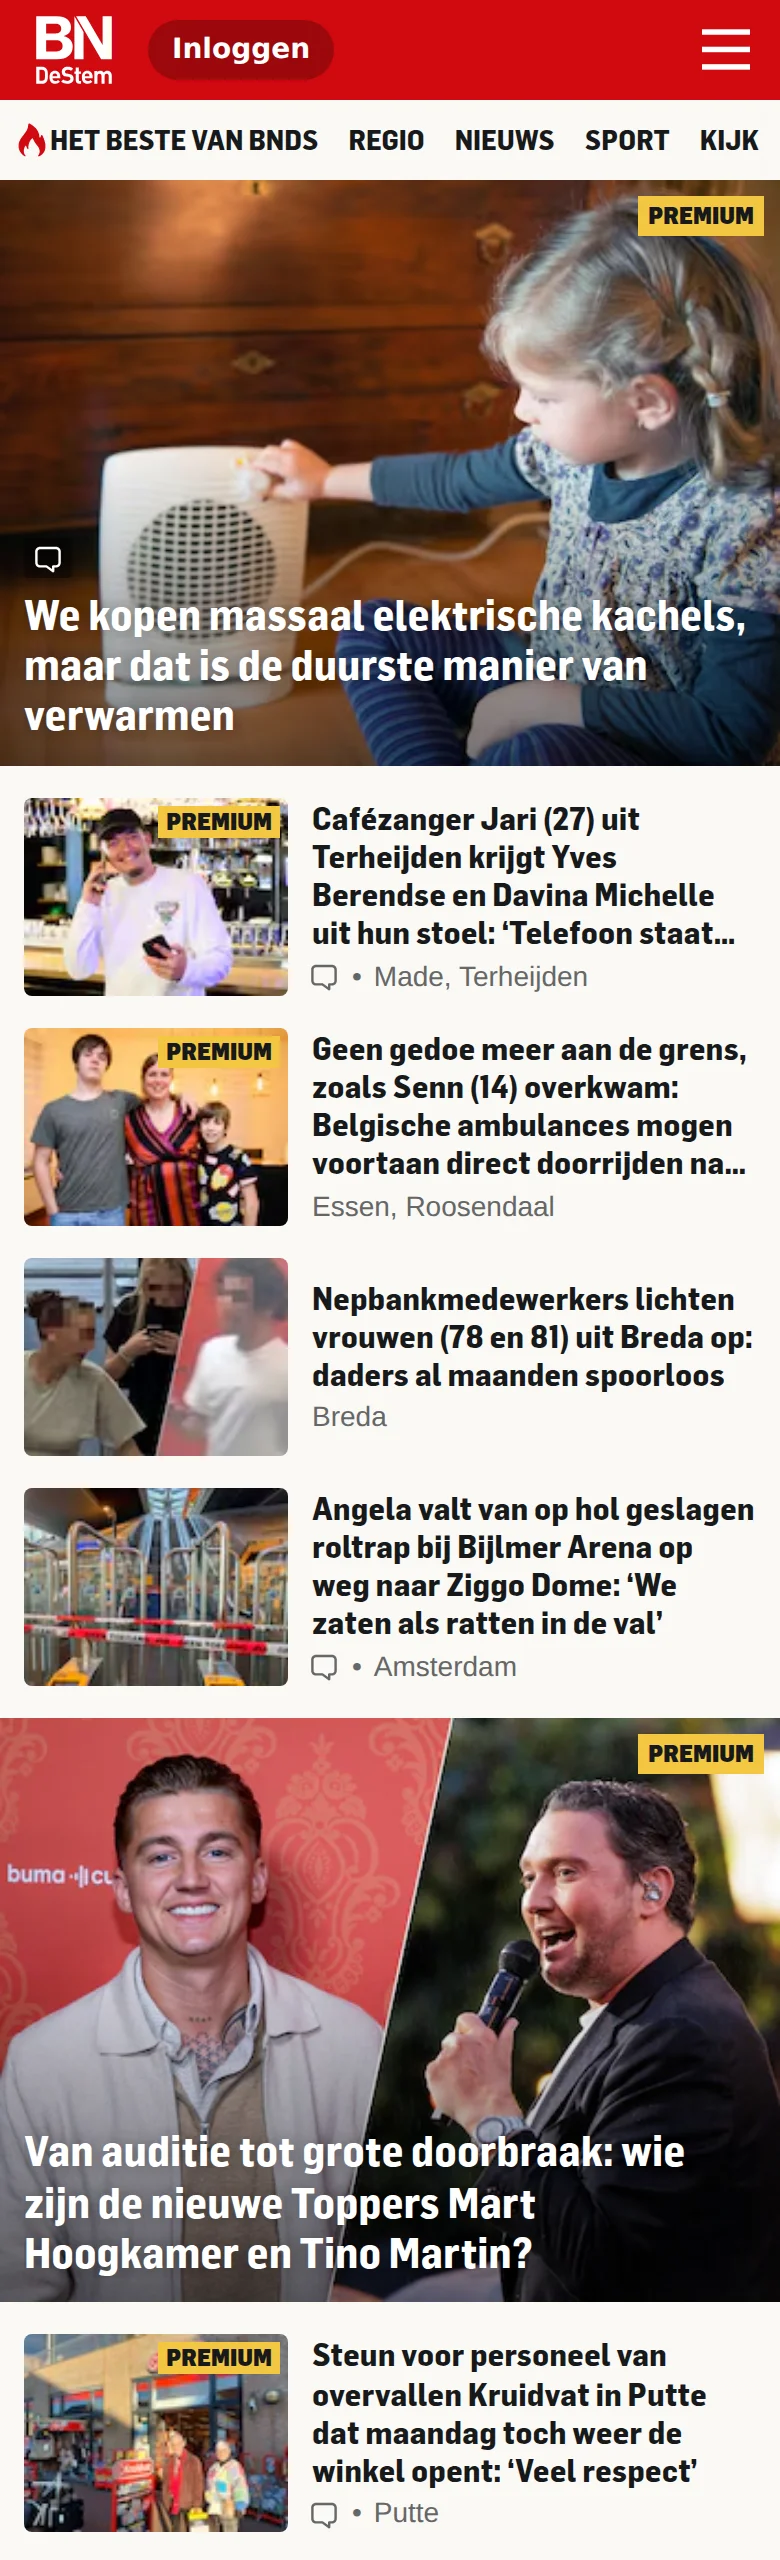 BN
DeStem
Inloggen
HET BESTE VAN BNDS
REGIO
NIEUWS
SPORT
KIJK
PREMIUM
We kopen massaal elektrische kachels,
maar dat is de duurste manier van
verwarmen
PREMIUM
Cafézanger Jari (27) uit
Terheijden krijgt Yves
Berendse en Davina Michelle
uit hun stoel: ‘Telefoon staat...
• Made, Terheijden
PREMIUM
Geen gedoe meer aan de grens,
zoals Senn (14) overkwam:
Belgische ambulances mogen
voortaan direct doorrijden na...
Essen, Roosendaal
Nepbankmedewerkers lichten
vrouwen (78 en 81) uit Breda op:
daders al maanden spoorloos
Breda
Angela valt van op hol geslagen
roltrap bij Bijlmer Arena op
weg naar Ziggo Dome: ‘We
zaten als ratten in de val’
• Amsterdam
PREMIUM
buma cu
Van auditie tot grote doorbraak: wie
zijn de nieuwe Toppers Mart
Hoogkamer en Tino Martin?
PREMIUM
Steun voor personeel van
overvallen Kruidvat in Putte
dat maandag toch weer de
winkel opent: ‘Veel respect’
• Putte